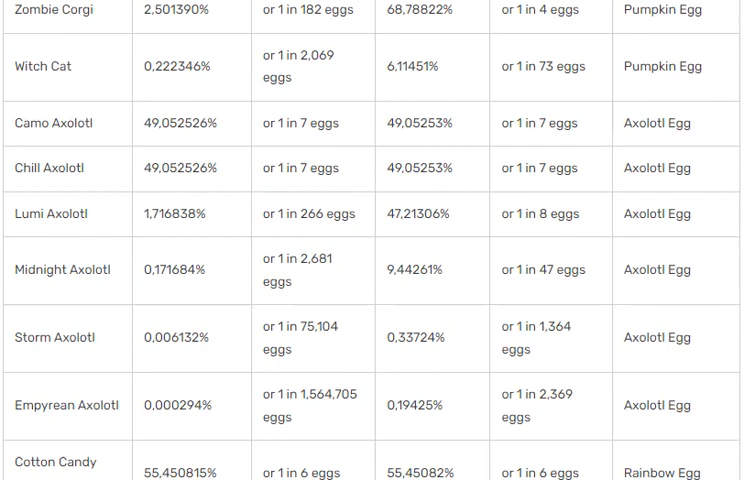 Zombie Corgi 2,501390% or 1 in 182 eggs 68,78822% or 1 in 4 eggs Pumpkin Egg
Witch Cat 0,222346% or 1 in 2,069 eggs 6,11451% or 1 in 73 eggs Pumpkin Egg
Camo Axolotl 49,052526% or 1 in 7 eggs 49,05253% or 1 in 7 eggs Axolotl Egg
Chill Axolotl 49,052526% or 1 in 7 eggs 49,05253% or 1 in 7 eggs Axolotl Egg
Lumi Axolotl 1,716838% or 1 in 266 eggs 47,21306% or 1 in 8 eggs Axolotl Egg
Midnight Axolotl 0,171684% or 1 in 2,681 eggs 9,44261% or 1 in 47 eggs Axolotl Egg
Storm Axolotl 0,006132% or 1 in 75,104 eggs 0,33724% or 1 in 1,364 eggs Axolotl Egg
Empyrean Axolotl 0,000294% or 1 in 1,564,705 eggs 0,19425% or 1 in 2,369 eggs Axolotl Egg
Cotton Candy 55,450815% or 1 in 6 eggs 55,45082% or 1 in 6 eggs Rainbow Egg